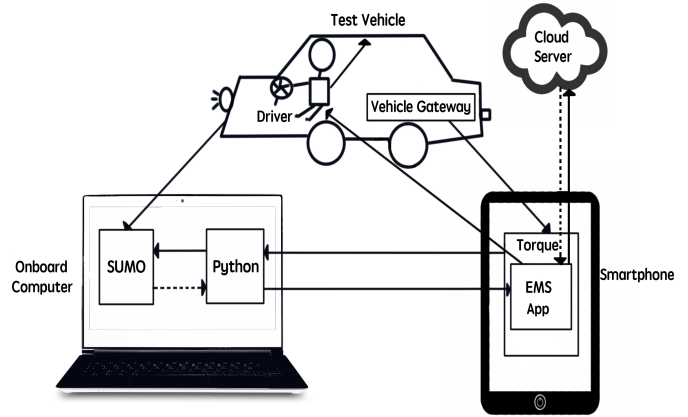 Test Vehicle
Cloud
Server
Driver
Vehicle Gateway
Onboard
Computer
SUMO
Python
Torque
EMS
App
Smartphone